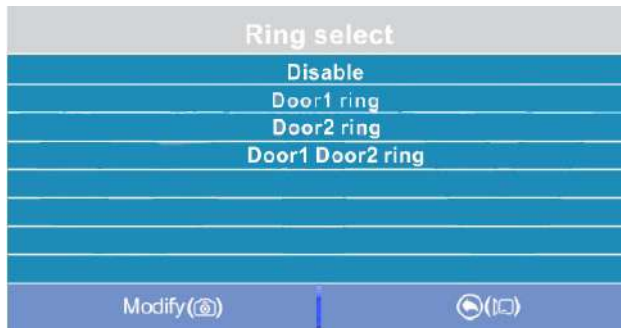 Ring select
Disable
Door1 ring
Door2 ring
Door1 Door2 ring
Modify()
()